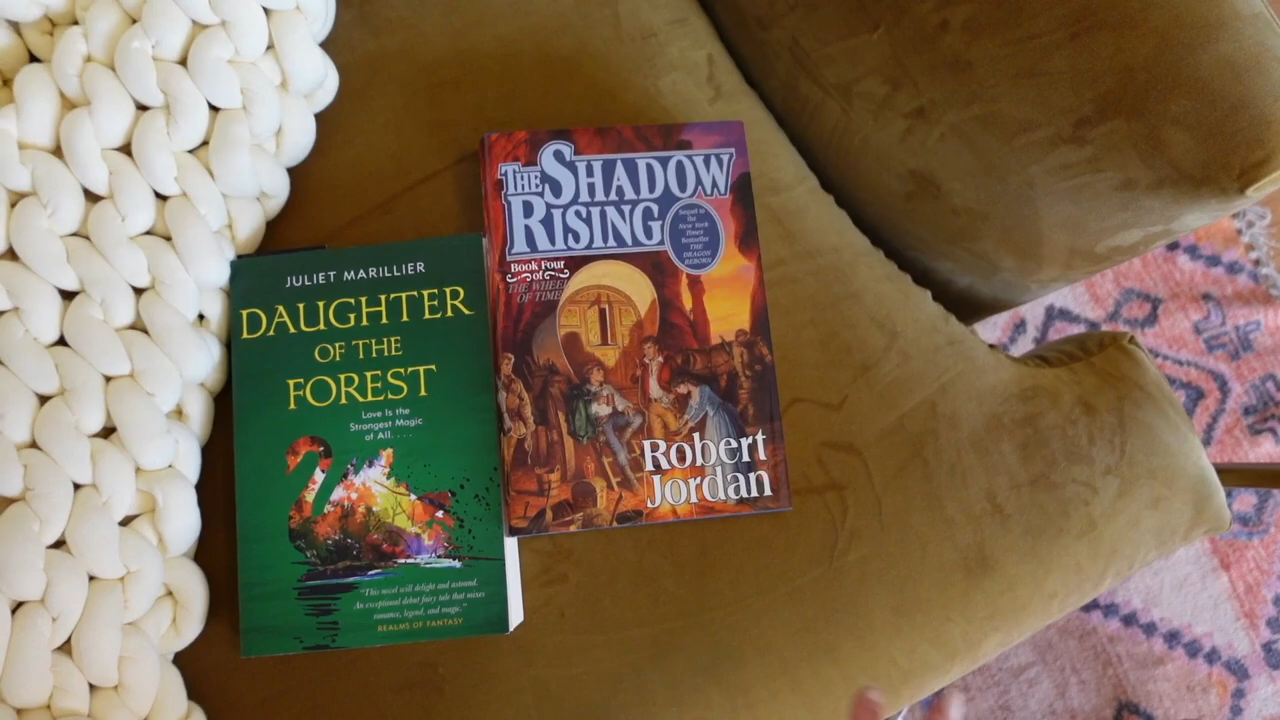 JULIET MARILLIER
DAUGHTER
OF THE
FOREST
Love Is the
Strongest Magic
of All. . . .
"This novel will delight and astound.
An exceptional debut fairy tale that mixes
romance, legend, and magic."
REALMS OF FANTASY
THE SHADOW
RISING
Sequel to
the
New York
Times
Bestseller
THE
DRAGON
REBORN
Book Four
of
THE WHEEL
OF TIME
Robert
Jordan